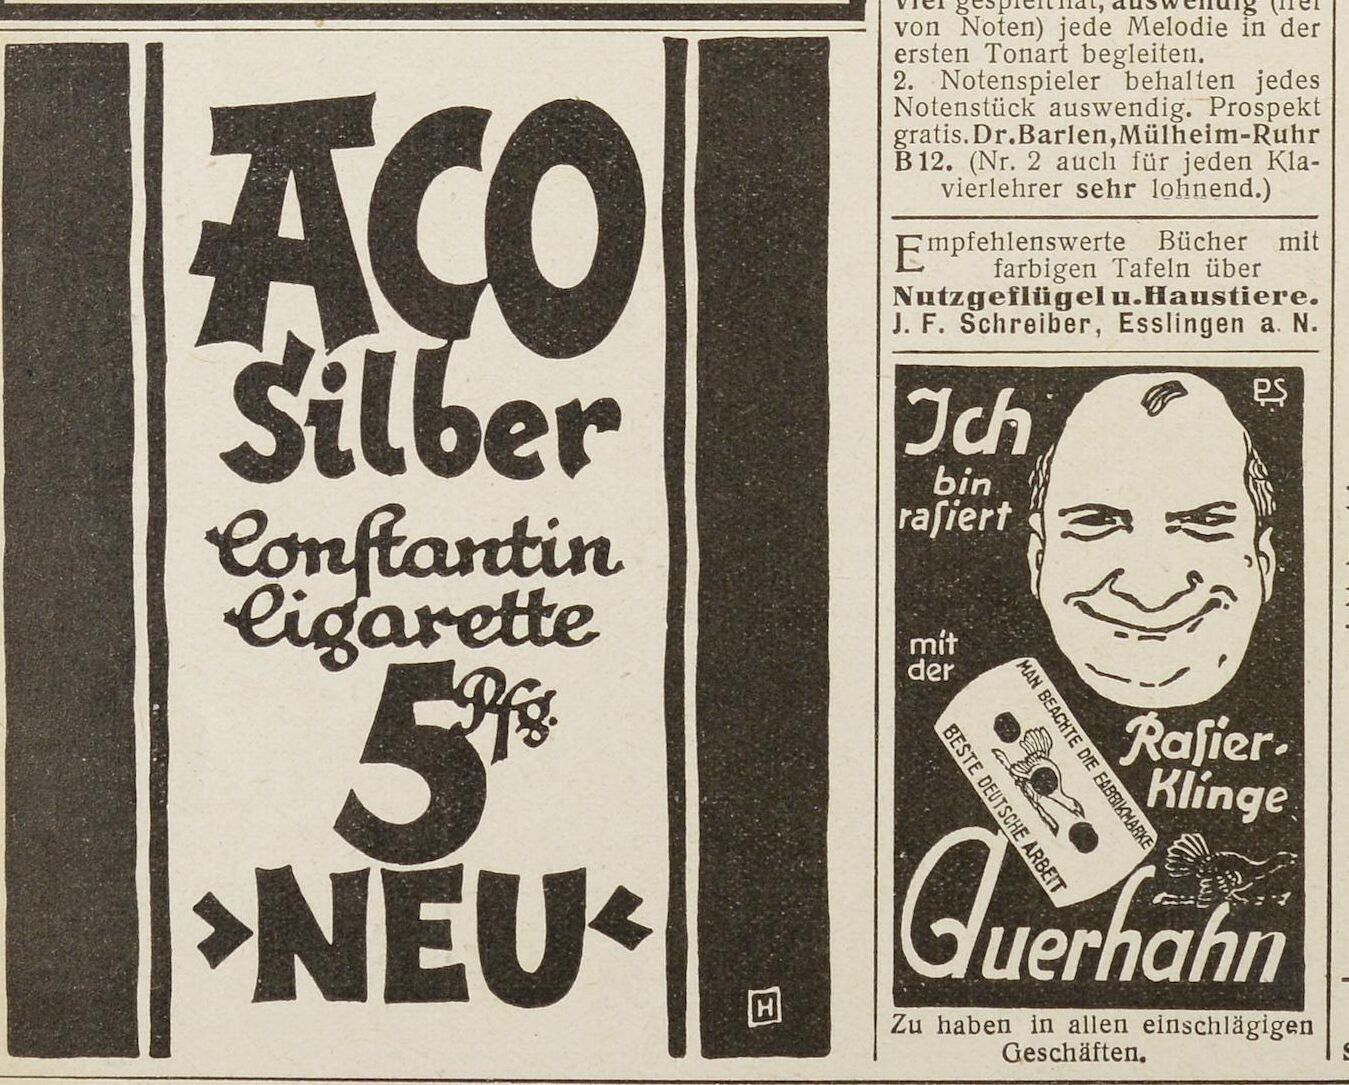 ACO
Silber
Conſtantin
Cigarette
5 Pfg.
>NEU<
H
viel gespielt hat, auswendig (frei
von Noten) jede Melodie in der
ersten Tonart begleiten.
2. Notenspieler behalten jedes
Notenstück auswendig. Prospekt
gratis. Dr. Barlen, Mülheim-Ruhr
B 12. (Nr. 2 auch für jeden Kla-
vierlehrer sehr lohnend.)
Empfehlenswerte Bücher mit
farbigen Tafeln über
Nutzgeflügel u. Haustiere.
J. F. Schreiber, Esslingen a. N.
PS
Ich
bin
raſiert
mit
der
MAN BEACHTE DIE FABRIKMARKE
BESTE DEUTSCHE ARBEIT
Raſier-
Klinge
Querhahn
Zu haben in allen einschlägigen
Geschäften.